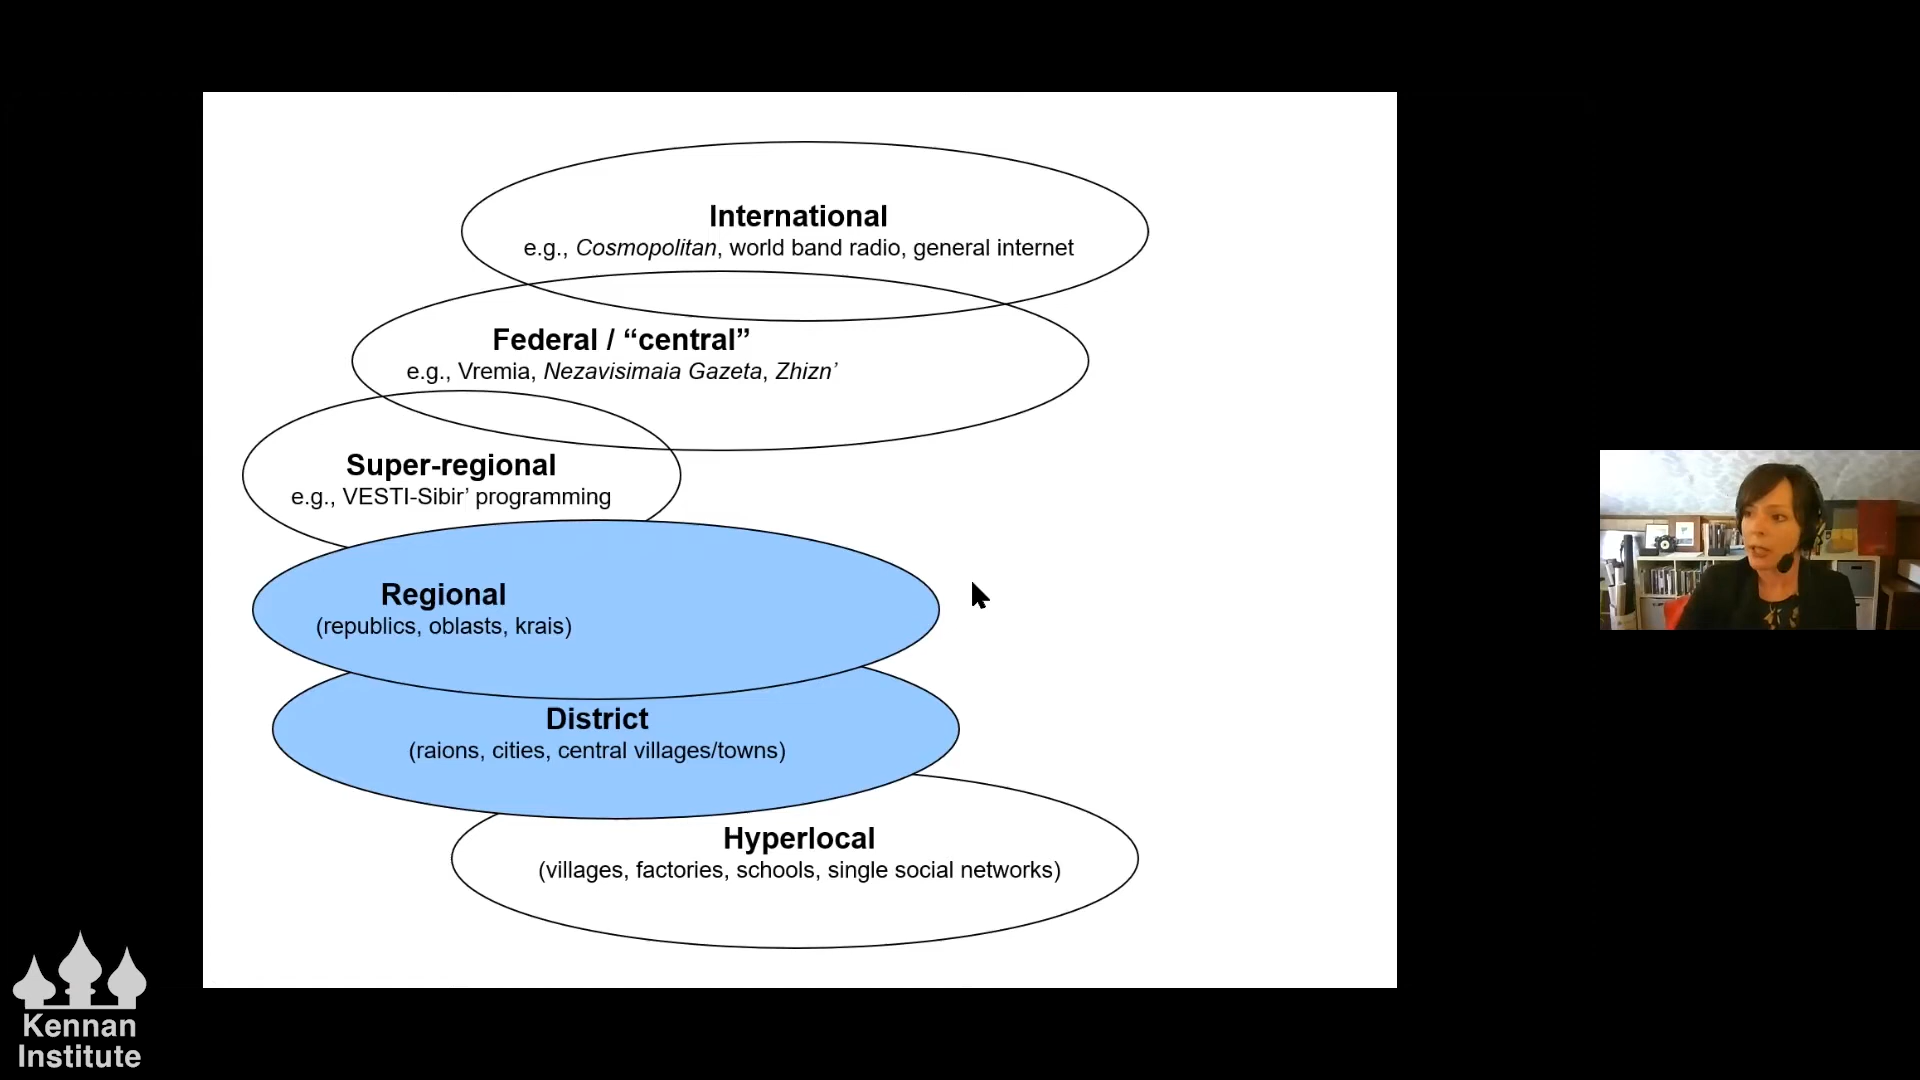 International
e.g., Cosmopolitan, world band radio, general internet
Federal / “central”
e.g., Vremia, Nezavisimaia Gazeta, Zhizn’
Super-regional
e.g., VESTI-Sibir’ programming
Regional
(republics, oblasts, krais)
District
(raions, cities, central villages/towns)
Hyperlocal
(villages, factories, schools, single social networks)
Kennan
Institute